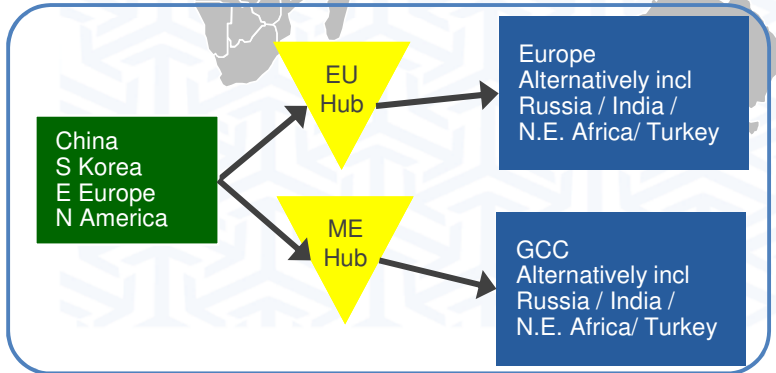 China
S Korea
E Europe
N America
EU
Hub
Europe
Alternatively incl
Russia / India /
N.E. Africa/ Turkey
ME
Hub
GCC
Alternatively incl
Russia / India /
N.E. Africa/ Turkey